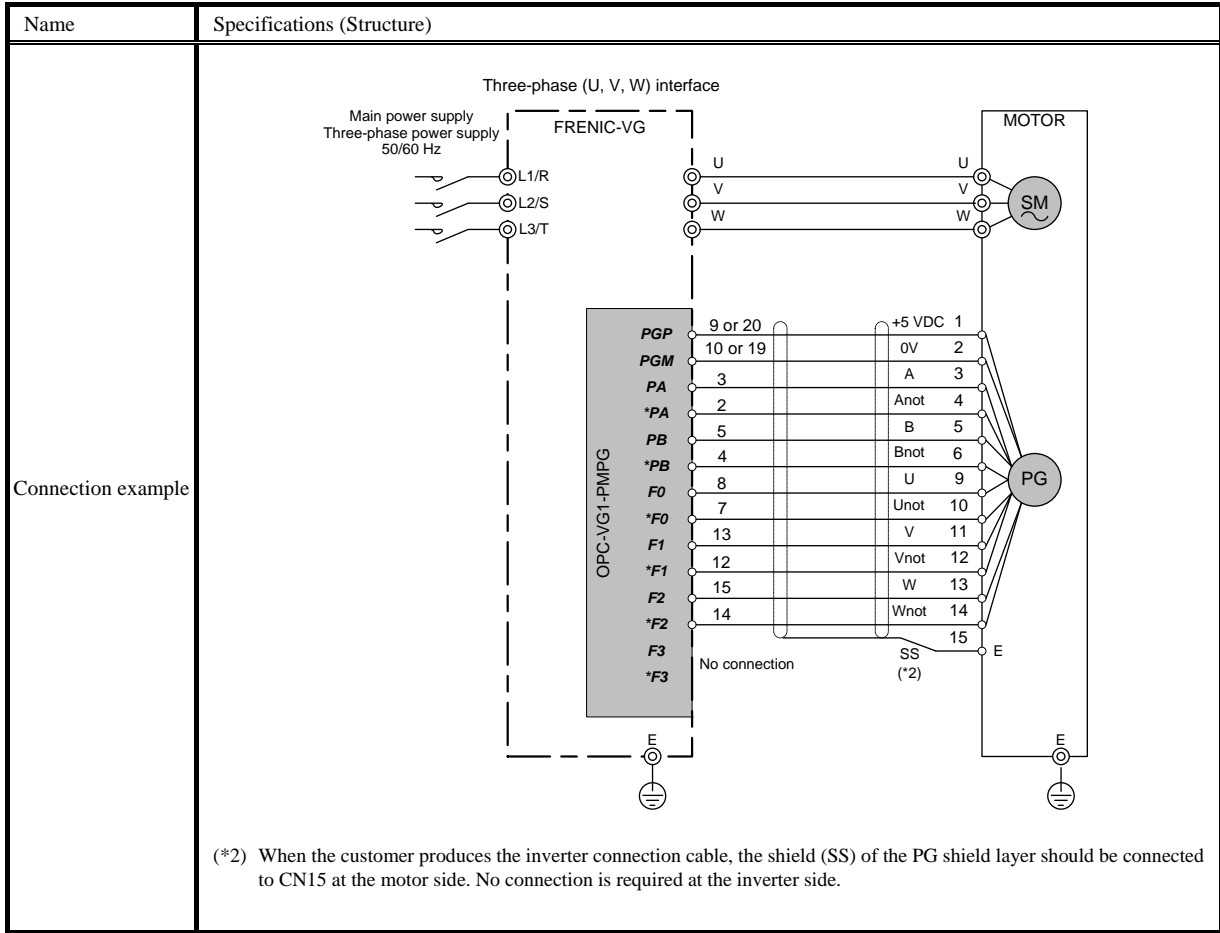 Name
Specifications (Structure)
Three-phase (U, V, W) interface
Main power supply
Three-phase power supply
50/60 Hz
FRENIC-VG
MOTOR
L1/R
L2/S
L3/T
U
V
W
U
V
W
SM
OPC-VG1-PMPG
PGP 9 or 20 +5 VDC 1
PGM 10 or 19 0V 2
PA 3 A 3
*PA 2 Anot 4
PB 5 B 5
*PB 4 Bnot 6
F0 8 U 9
*F0 7 Unot 10
F1 13 V 11
*F1 12 Vnot 12
F2 15 W 13
*F2 14 Wnot 14
F3
*F3
No connection
15
SS
(*2)
E
PG
E
E
Connection example
(*2) When the customer produces the inverter connection cable, the shield (SS) of the PG shield layer should be connected
to CN15 at the motor side. No connection is required at the inverter side.